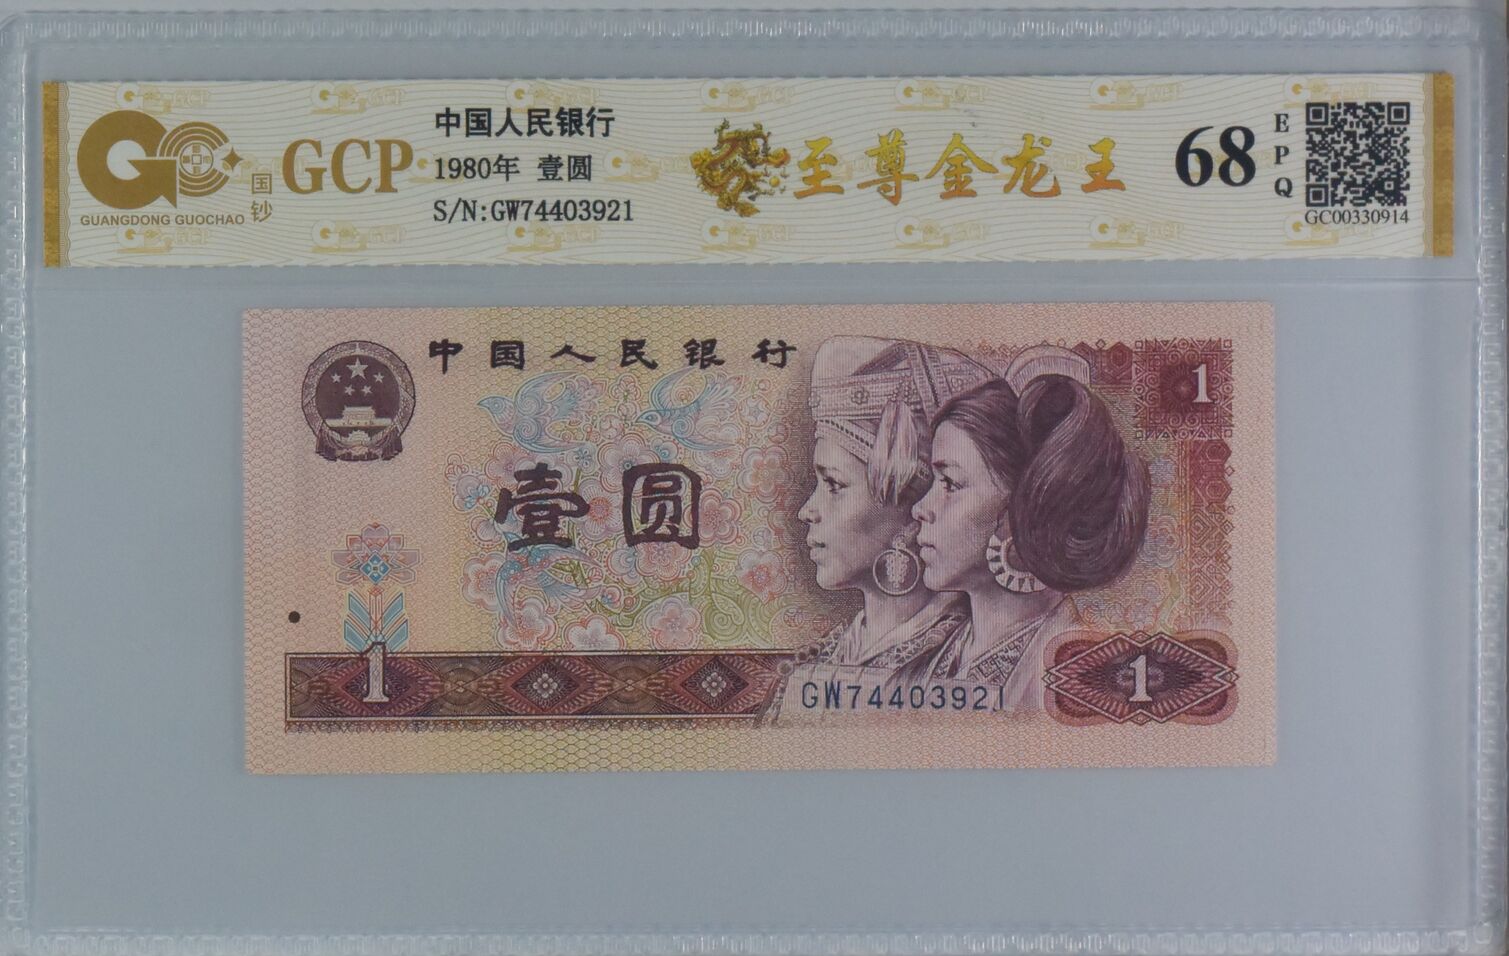 GCP
国钞
GUANGDONG GUOCHAO
中国人民银行
1980年 壹圆
S/N:GW74403921
至尊金龙王
68
EPQ
GC00330914
中国人民银行
1
壹圆
1
GW74403921
1